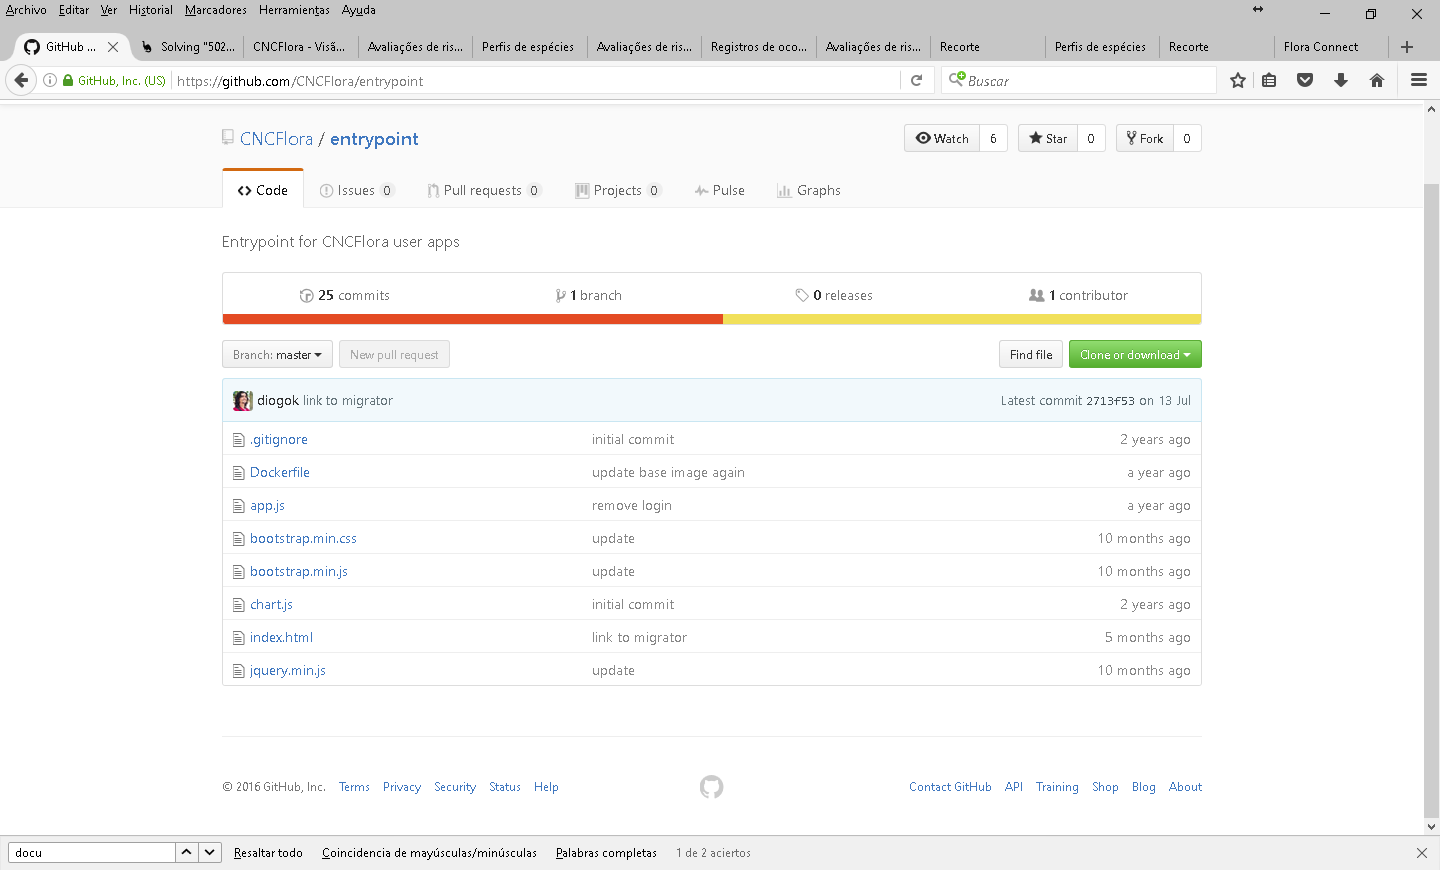 Archivo Editar Ver Historial Marcadores Herramientas Ayuda
GitHub ... Solving "502... CNCFlora - Visã... Avaliações de ris... Perfis de espécies Avaliações de ris... Registros de oco... Avaliações de ris... Recorte Perfis de espécies Recorte Flora Connect
GitHub, Inc. (US) https://github.com/CNCFlora/entrypoint Buscar
CNCFlora / entrypoint Watch 6 Star 0 Fork 0
Code Issues 0 Pull requests 0 Projects 0 Pulse Graphs
Entrypoint for CNCFlora user apps
25 commits 1 branch 0 releases 1 contributor
Branch: master New pull request Find file Clone or download
diogok link to migrator Latest commit 2713f53 on 13 Jul
.gitignore initial commit 2 years ago
Dockerfile update base image again a year ago
app.js remove login a year ago
bootstrap.min.css update 10 months ago
bootstrap.min.js update 10 months ago
chart.js initial commit 2 years ago
index.html link to migrator 5 months ago
jquery.min.js update 10 months ago
© 2016 GitHub, Inc. Terms Privacy Security Status Help Contact GitHub API Training Shop Blog About
docu Resaltar todo Coincidencia de mayúsculas/minúsculas Palabras completas 1 de 2 aciertos